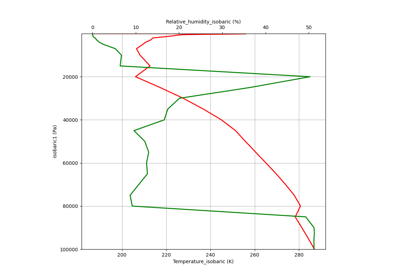 Relative_humidity_isobaric (%)
0 10 20 30 40 50
20000
40000
60000
80000
100000
isobaric1 (Pa)
200 220 240 260 280
Temperature_isobaric (K)